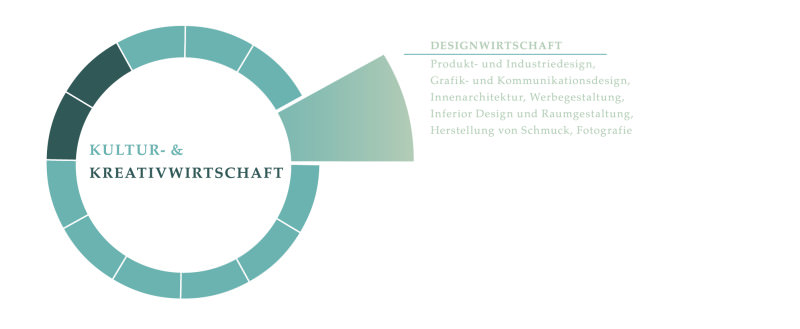 KULTUR- &
KREATIVWIRTSCHAFT
DESIGNWIRTSCHAFT
Produkt- und Industriedesign,
Grafik- und Kommunikationsdesign,
Innenarchitektur, Werbegestaltung,
Inferior Design und Raumgestaltung,
Herstellung von Schmuck, Fotografie